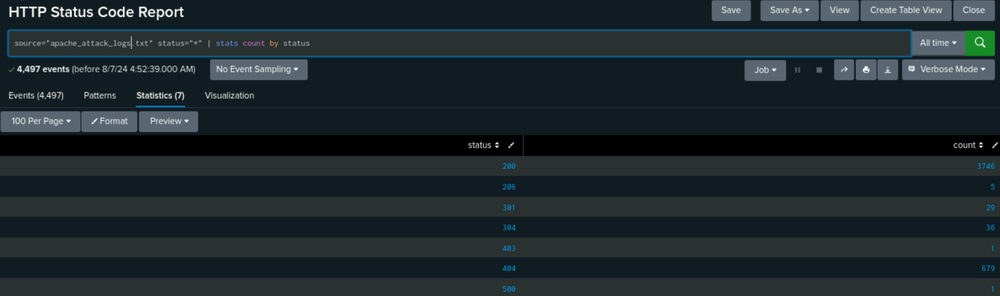 HTTP Status Code Report Save Save As View Create Table View Close
source="apache_attack_logs.txt" status="*" | stats count by status All time
4,497 events (before 8/7/24 4:52:39.000 AM) No Event Sampling Job Verbose Mode
Events (4,497) Patterns Statistics (7) Visualization
100 Per Page Format Preview
status count
200 3746
206 5
301 29
304 36
403 1
404 679
500 1